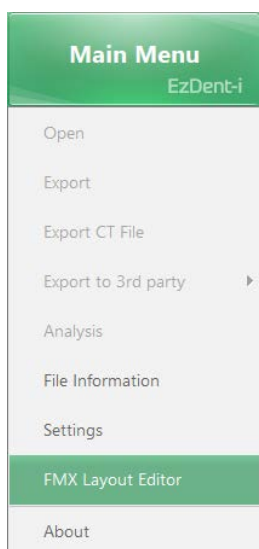 Main Menu
EzDent-i
Open
Export
Export CT File
Export to 3rd party
Analysis
File Information
Settings
FMX Layout Editor
About